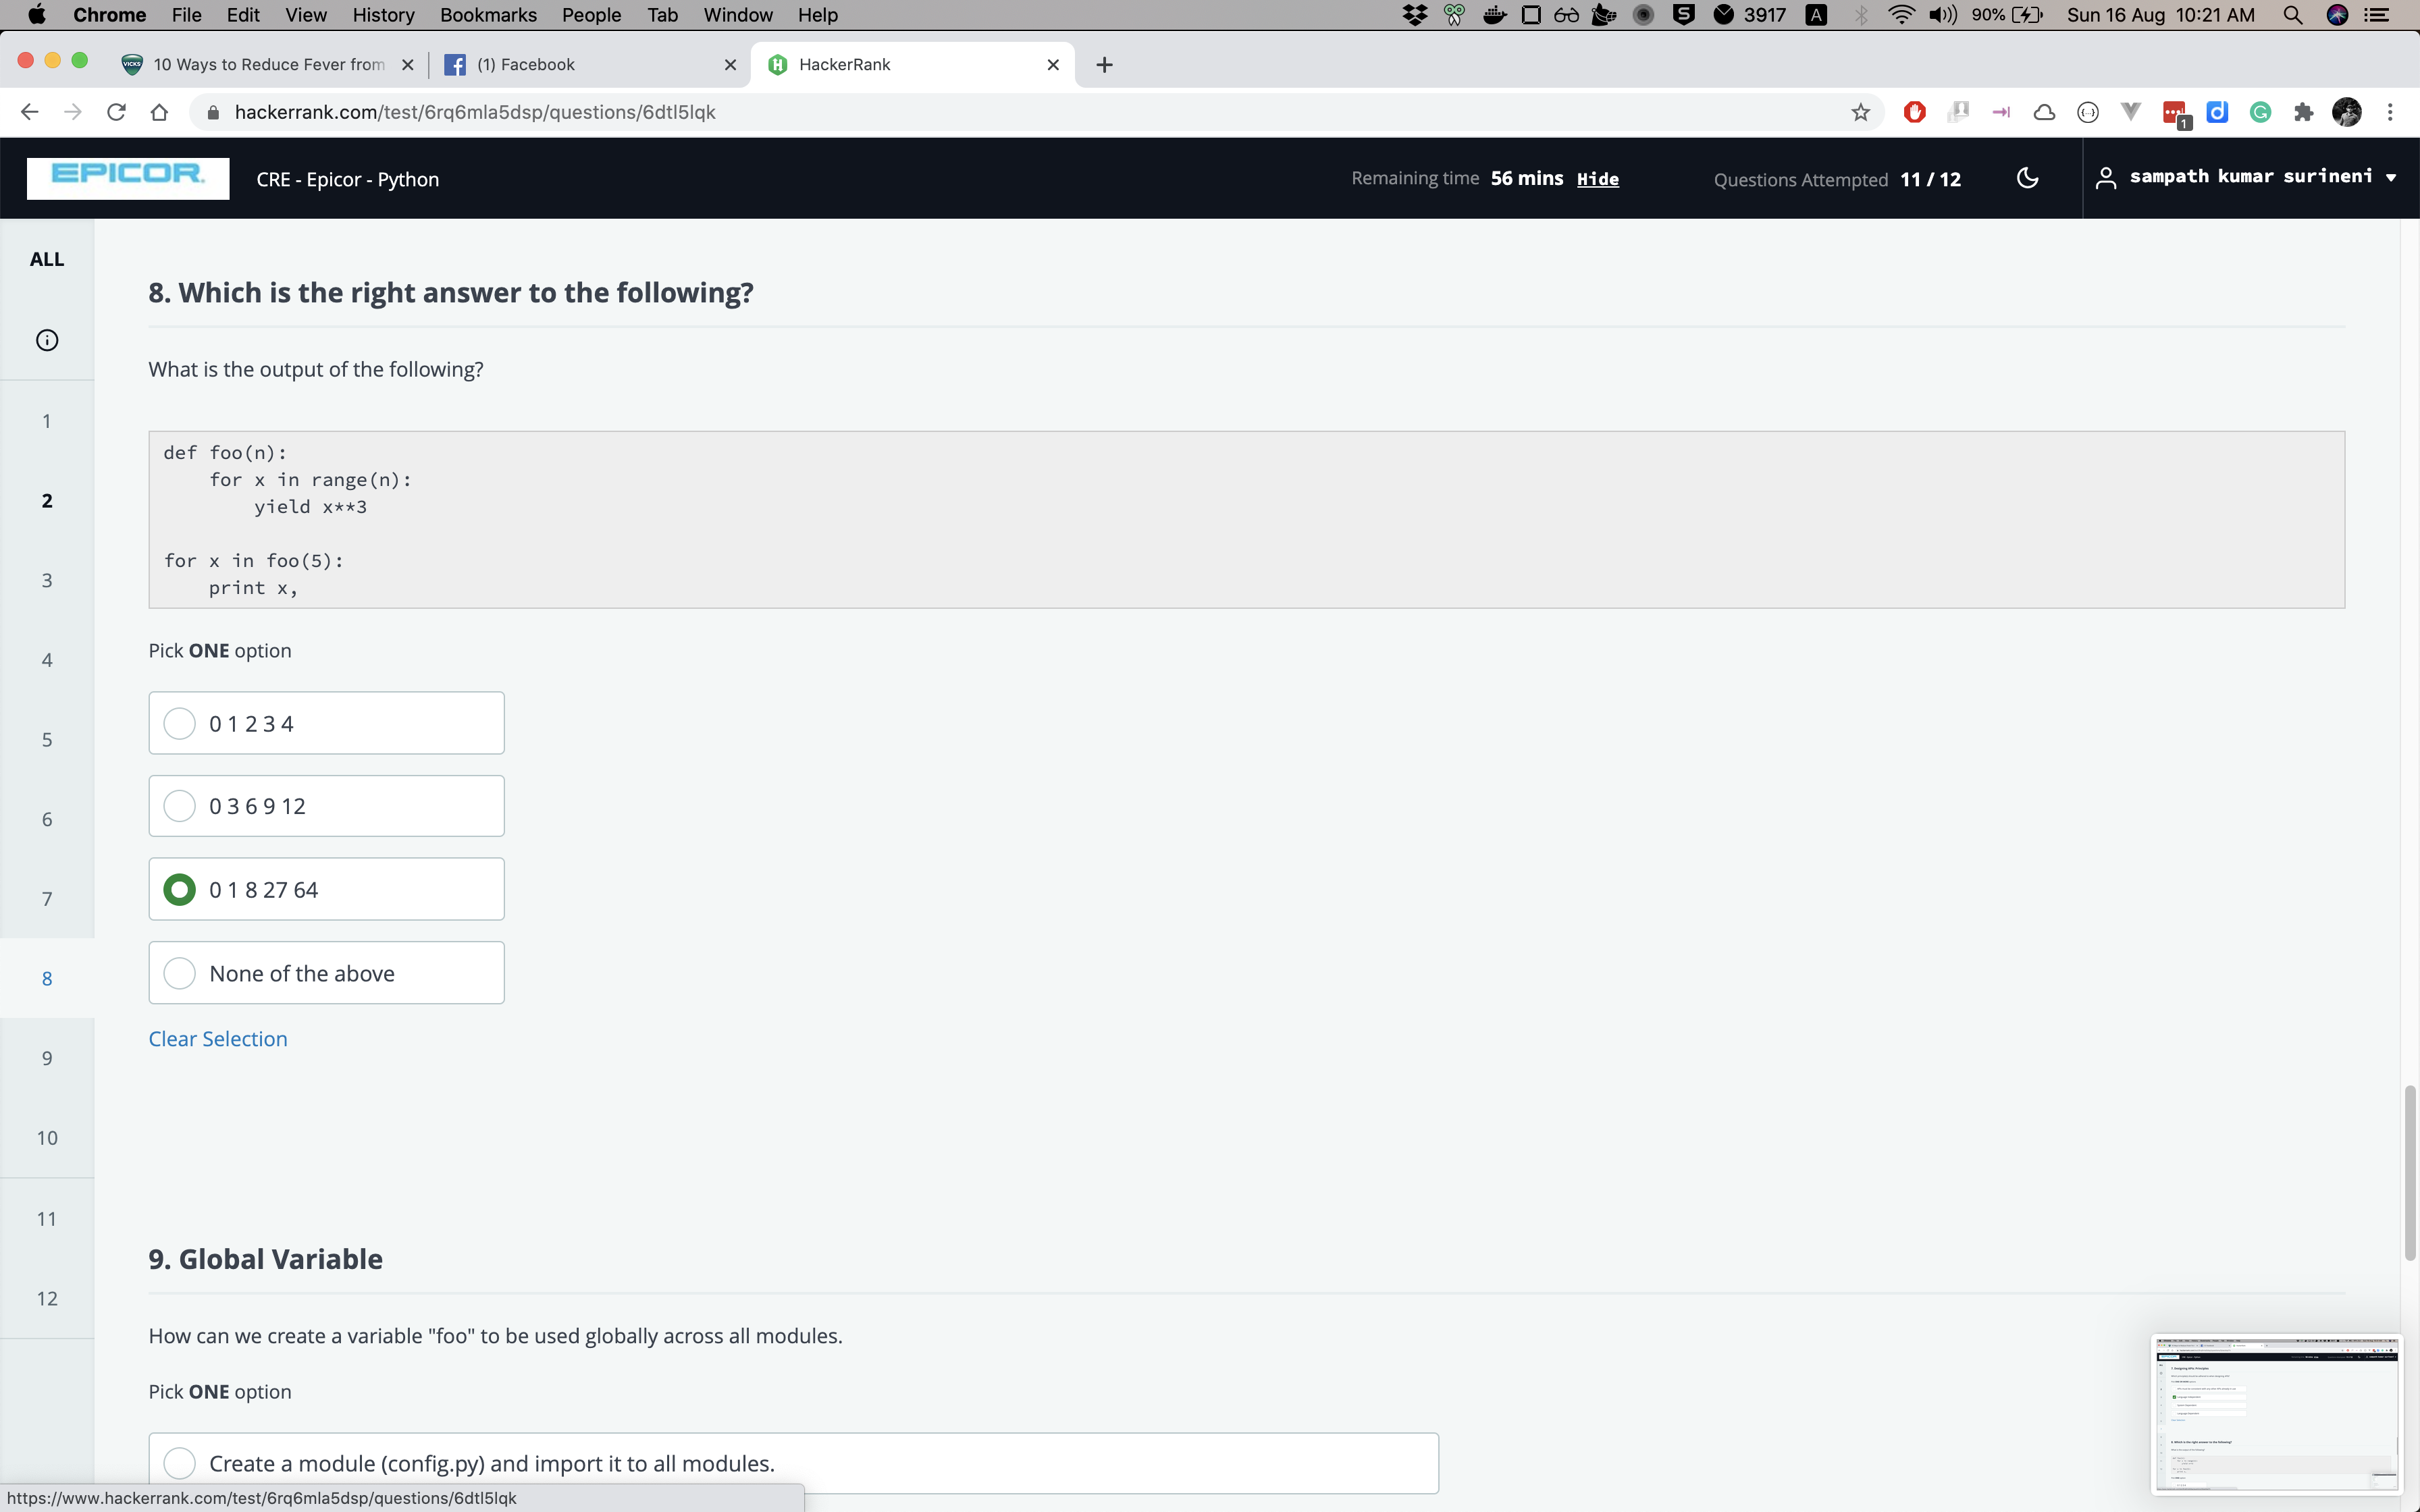 Chrome File Edit View History Bookmarks People Tab Window Help 3917 A 90% Sun 16 Aug 10:21 AM
VICKS 10 Ways to Reduce Fever from (1) Facebook HackerRank
hackerrank.com/test/6rq6mla5dsp/questions/6dtl5lqk 1
EPICOR. CRE - Epicor - Python Remaining time 56 mins Hide Questions Attempted 11 / 12 sampath kumar surineni
ALL
8. Which is the right answer to the following?
What is the output of the following?
1
def foo(n):
2
for x in range(n):
yield x**3
3
for x in foo(5):
print x,
4
Pick ONE option
5
0 1 2 3 4
6
0 3 6 9 12
7
0 1 8 27 64
8
None of the above
9
Clear Selection
10
11
12
9. Global Variable
How can we create a variable "foo" to be used globally across all modules.
Pick ONE option
Create a module (config.py) and import it to all modules.
https://www.hackerrank.com/test/6rq6mla5dsp/questions/6dtl5lqk